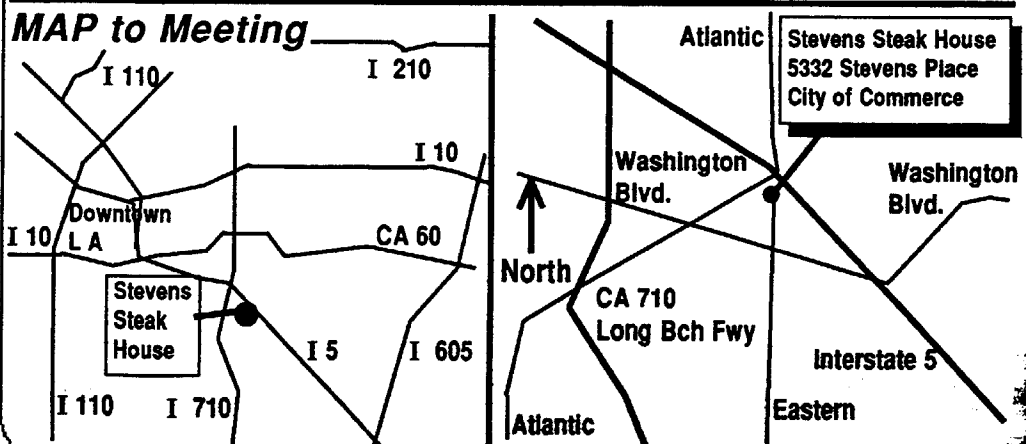 MAP to Meeting
I 110
I 210
I 10
Downtown
L A
I 10
CA 60
Stevens
Steak
House
I 5
I 605
I 110
I 710
Atlantic
Stevens Steak House
5332 Stevens Place
City of Commerce
Washington
Blvd.
Washington
Blvd.
North
CA 710
Long Bch Fwy
Interstate 5
Atlantic
Eastern